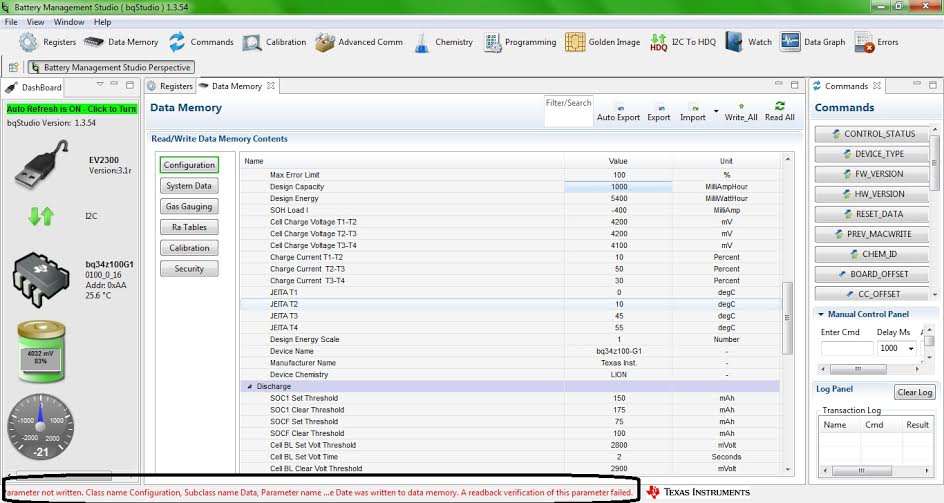 Battery Management Studio ( bqStudio ) 1.3.54
File View Window Help
Registers Data Memory Commands Calibration Advanced Comm Chemistry Programming Golden Image HDQ I2C To HDQ Watch Data Graph Errors
Battery Management Studio Perspective
DashBoard
Auto Refresh is ON - Click to Turn
bqStudio Version: 1.3.54
EV2300
Version:3.1r
I2C
bq34z100G1
0100_0_16
Addr: 0xAA
25.6 °C
4032 mV
83%
-1000 0 1000
-2000 2000
-21
Registers Data Memory
Data Memory
Filter/Search
Auto Export Export Import Write_All Read All
Read/Write Data Memory Contents
Configuration
System Data
Gas Gauging
Ra Tables
Calibration
Security
Name Value Unit
Max Error Limit 100 %
Design Capacity 1000 MilliAmpHour
Design Energy 5400 MilliWattHour
SOH Load I -400 MilliAmp
Cell Charge Voltage T1-T2 4200 mV
Cell Charge Voltage T2-T3 4200 mV
Cell Charge Voltage T3-T4 4100 mV
Charge Current T1-T2 10 Percent
Charge Current T2-T3 50 Percent
Charge Current T3-T4 30 Percent
JEITA T1 0 degC
JEITA T2 10 degC
JEITA T3 45 degC
JEITA T4 55 degC
Design Energy Scale 1 Number
Device Name bq34z100-G1 -
Manufacturer Name Texas Inst. -
Device Chemistry LION -
Discharge
SOC1 Set Threshold 150 mAh
SOC1 Clear Threshold 175 mAh
SOCF Set Threshold 75 mAh
SOCF Clear Threshold 100 mAh
Cell BL Set Volt Threshold 2800 mVolt
Cell BL Set Volt Time 2 Seconds
Cell BL Clear Volt Threshold 2900 mVolt
Commands
Commands
CONTROL_STATUS
DEVICE_TYPE
FW_VERSION
HW_VERSION
RESET_DATA
PREV_MACWRITE
CHEM_ID
BOARD_OFFSET
CC_OFFSET
Manual Control Panel
Enter Cmd Delay Ms
1000
Log Panel Clear Log
Transaction Log
Name Cmd Result
arameter not written. Class name Configuration, Subclass name Data, Parameter name ...e Date was written to data memory. A readback verification of this parameter failed.
TEXAS INSTRUMENTS